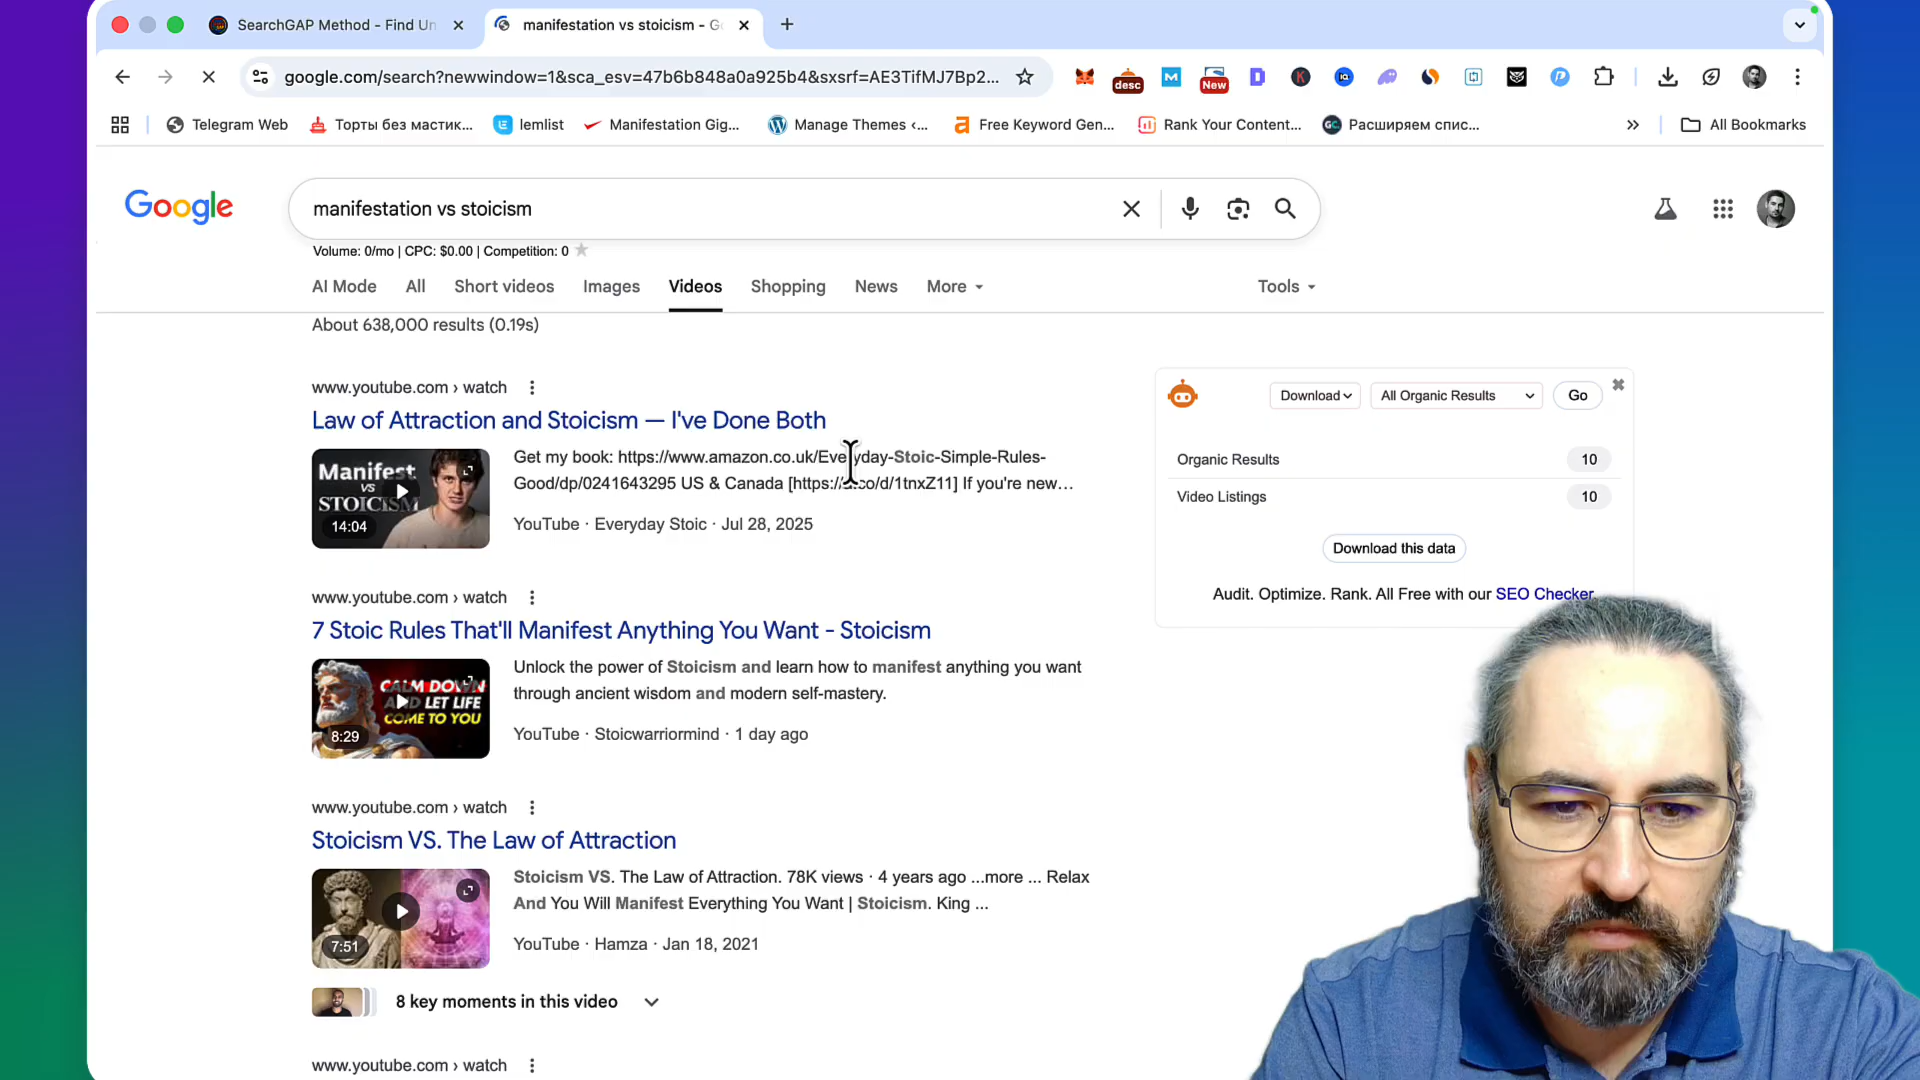 SearchGAP Method - Find Un
manifestation vs stoicism - G
google.com/search?newwindow=1&sca_esv=47b6b848a0a925b4&sxsrf=AE3TifMJ7Bp2...
desc
New
Telegram Web
Торты без мастик...
lemlist
Manifestation Gig...
Manage Themes ‹...
Free Keyword Gen...
Rank Your Content...
Расширяем спис...
»
All Bookmarks
Google
manifestation vs stoicism
Volume: 0/mo | CPC: $0.00 | Competition: 0
AI Mode
All
Short videos
Images
Videos
Shopping
News
More
Tools
About 638,000 results (0.19s)
www.youtube.com › watch
Law of Attraction and Stoicism — I've Done Both
Manifest
VS
STOICISM
14:04
Get my book: https://www.amazon.co.uk/Everyday-Stoic-Simple-Rules-
Good/dp/0241643295 US & Canada [https://a.co/d/1tnxZ11] If you're new...
YouTube · Everyday Stoic · Jul 28, 2025
www.youtube.com › watch
7 Stoic Rules That'll Manifest Anything You Want - Stoicism
CALM DOWN
AND LET LIFE
COME TO YOU
8:29
Unlock the power of Stoicism and learn how to manifest anything you want
through ancient wisdom and modern self-mastery.
YouTube · Stoicwarriormind · 1 day ago
www.youtube.com › watch
Stoicism VS. The Law of Attraction
7:51
Stoicism VS. The Law of Attraction. 78K views · 4 years ago ...more ... Relax
And You Will Manifest Everything You Want | Stoicism. King ...
YouTube · Hamza · Jan 18, 2021
8 key moments in this video
www.youtube.com › watch
Download
All Organic Results
Go
Organic Results
10
Video Listings
10
Download this data
Audit. Optimize. Rank. All Free with our SEO Checker.